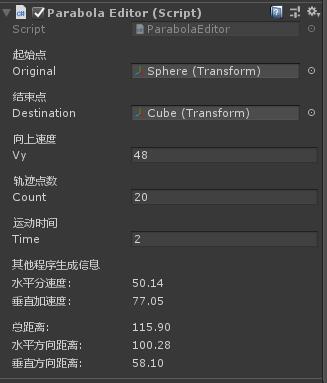 Parabola Editor (Script)
Script ParabolaEditor
起始点
Original Sphere (Transform)
结束点
Destination Cube (Transform)
向上速度
Vy 48
轨迹点数
Count 20
运动时间
Time 2
其他程序生成信息
水平分速度: 50.14
垂直加速度: 77.05
总距离: 115.90
水平方向距离: 100.28
垂直方向距离: 58.10